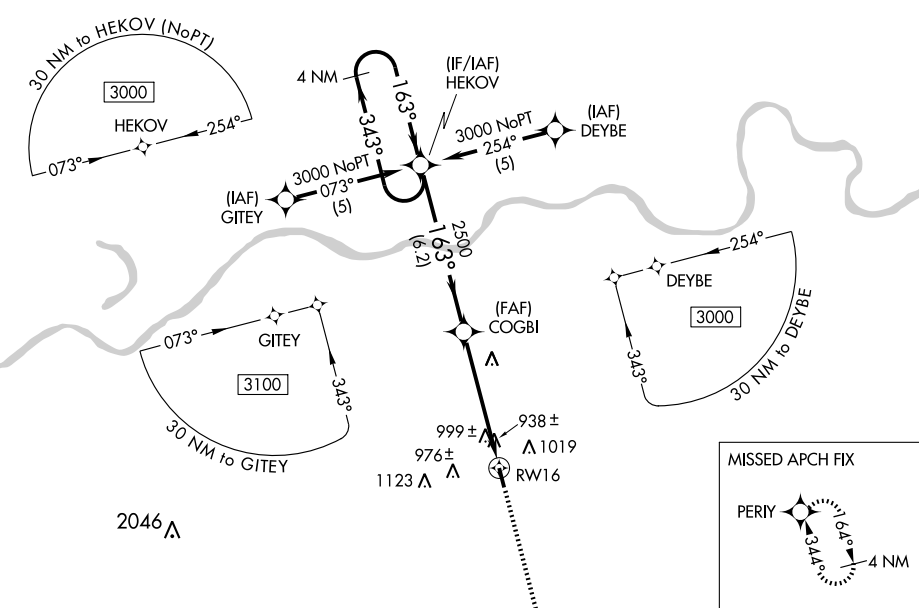 30 NM to HEKOV (NoPT)
3000
HEKOV
073°
254°
4 NM
163°
343°
(IF/IAF)
HEKOV
3000 NoPT
254°
(5)
(IAF)
DEYBE
3000 NoPT
073°
(5)
(IAF)
GITEY
2500
163°
(6.2)
(FAF)
COGBI
254°
DEYBE
3000
343°
30 NM to DEYBE
073°
GITEY
3100
343°
30 NM to GITEY
938±
999±
1019
976±
1123
RW16
2046
MISSED APCH FIX
PERIY
164°
344°
4 NM